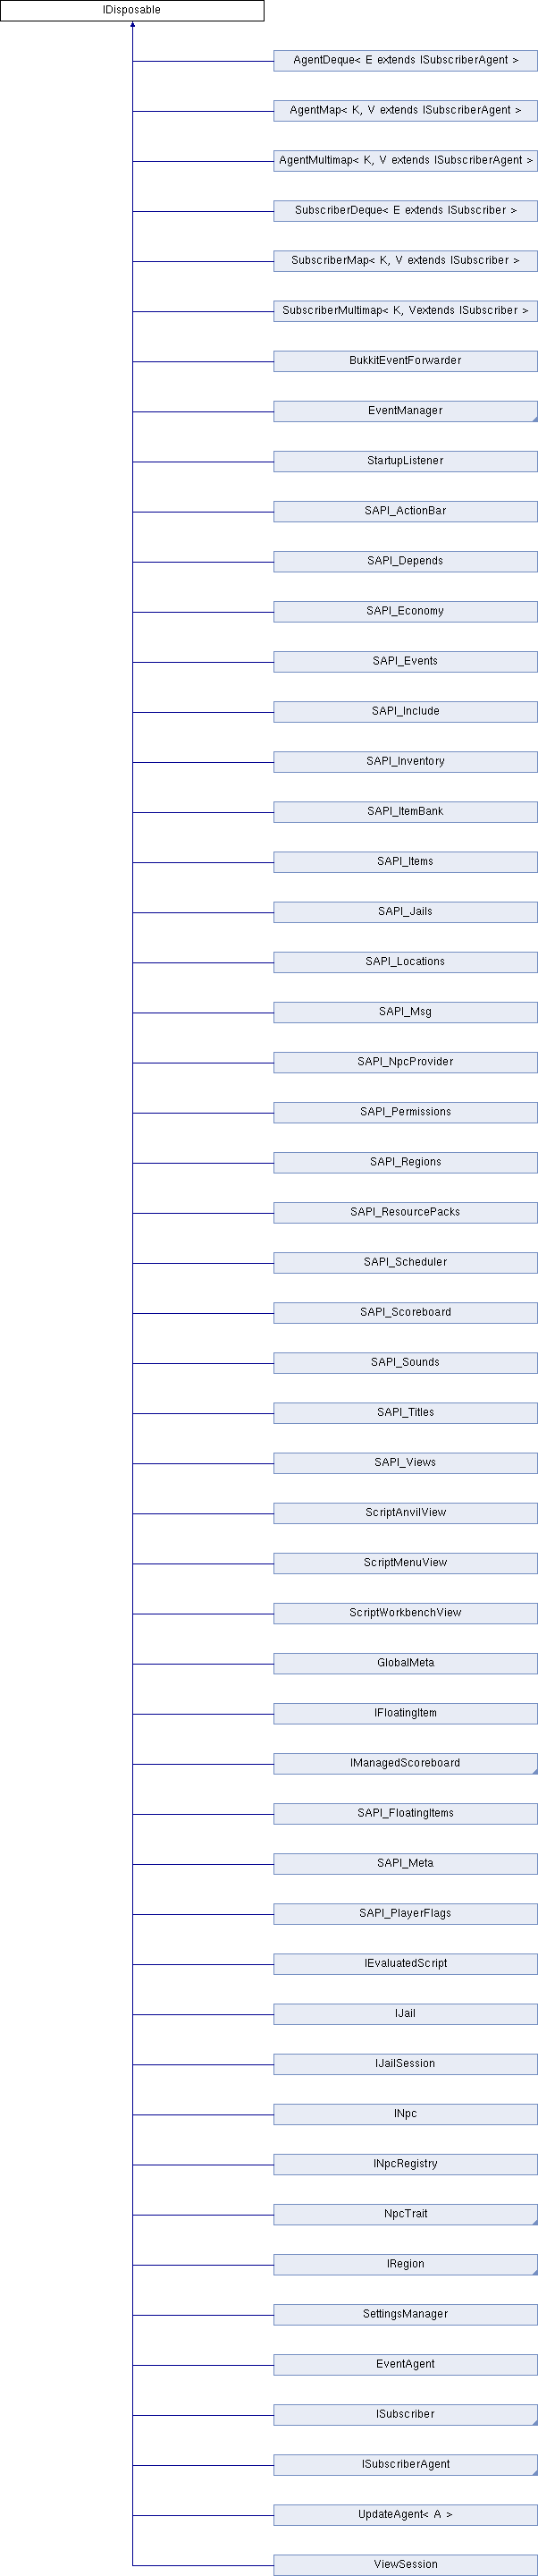 IDisposable
AgentDeque< E extends ISubscriberAgent >
AgentMap< K, V extends ISubscriberAgent >
AgentMultimap< K, V extends ISubscriberAgent >
SubscriberDeque< E extends ISubscriber >
SubscriberMap< K, V extends ISubscriber >
SubscriberMultimap< K, Vextends ISubscriber >
BukkitEventForwarder
EventManager
StartupListener
SAPI_ActionBar
SAPI_Depends
SAPI_Economy
SAPI_Events
SAPI_Include
SAPI_Inventory
SAPI_ItemBank
SAPI_Items
SAPI_Jails
SAPI_Locations
SAPI_Msg
SAPI_NpcProvider
SAPI_Permissions
SAPI_Regions
SAPI_ResourcePacks
SAPI_Scheduler
SAPI_Scoreboard
SAPI_Sounds
SAPI_Titles
SAPI_Views
ScriptAnvilView
ScriptMenuView
ScriptWorkbenchView
GlobalMeta
IFloatingItem
IManagedScoreboard
SAPI_FloatingItems
SAPI_Meta
SAPI_PlayerFlags
IEvaluatedScript
IJail
IJailSession
INpc
INpcRegistry
NpcTrait
IRegion
SettingsManager
EventAgent
ISubscriber
ISubscriberAgent
UpdateAgent< A >
ViewSession